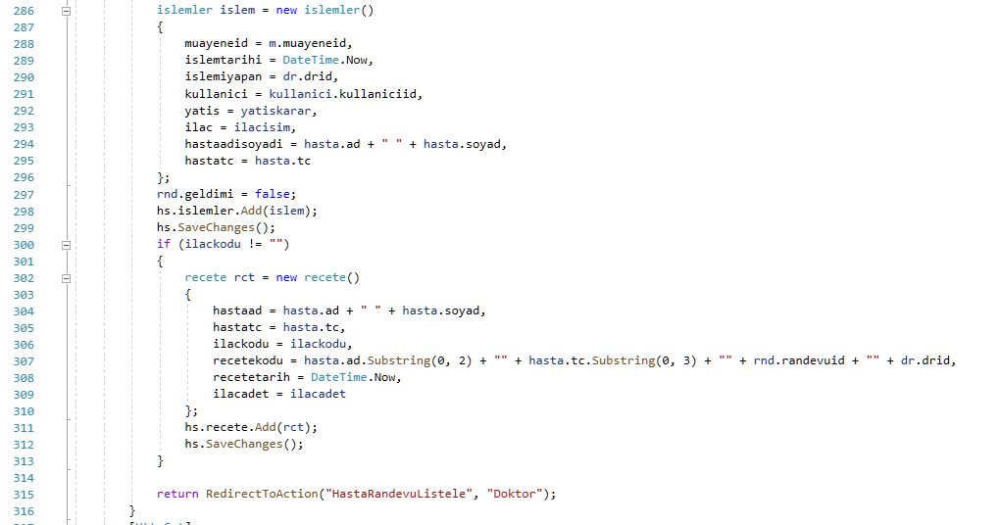 286 islemler islem = new islemler()
287 {
288 muayeneid = m.muayeneid,
289 islemtarihi = DateTime.Now,
290 islemiyapan = dr.drid,
291 kullanici = kullanici.kullaniciid,
292 yatis = yatiskarar,
293 ilac = ilacisim,
294 hastaadisoyadi = hasta.ad + " " + hasta.soyad,
295 hastatc = hasta.tc
296 };
297 rnd.geldimi = false;
298 hs.islemler.Add(islem);
299 hs.SaveChanges();
300 if (ilackodu != "")
301 {
302 recete rct = new recete()
303 {
304 hastaad = hasta.ad + " " + hasta.soyad,
305 hastatc = hasta.tc,
306 ilackodu = ilackodu,
307 recetekodu = hasta.ad.Substring(0, 2) + "" + hasta.tc.Substring(0, 3) + "" + rnd.randevuid + "" + dr.drid,
308 recetetarih = DateTime.Now,
309 ilacadet = ilacadet
310 };
311 hs.recete.Add(rct);
312 hs.SaveChanges();
313 }
314
315 return RedirectToAction("HastaRandevuListele", "Doktor");
316 }